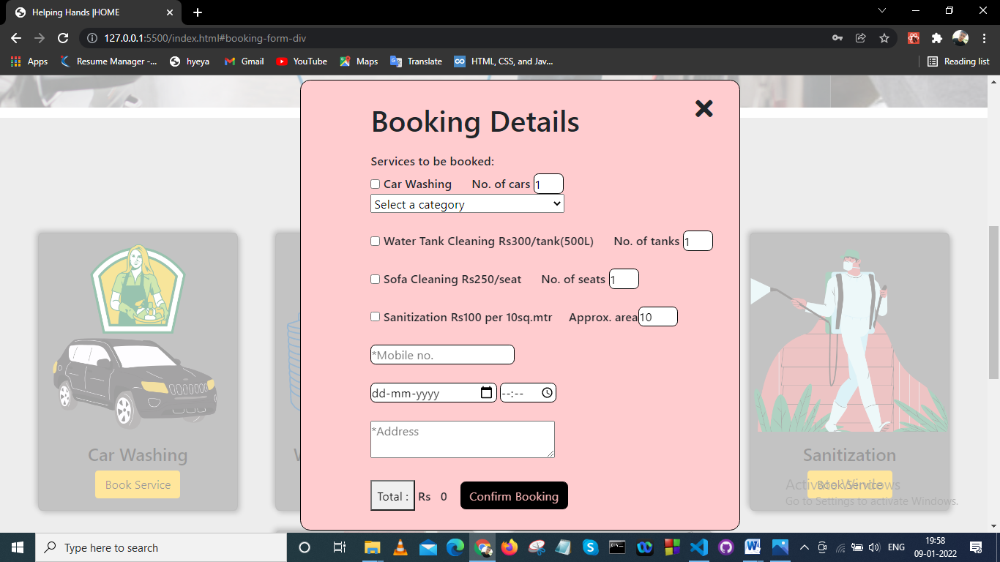 Helping Hands |HOME
127.0.0.1:5500/index.html#booking-form-div
Apps Resume Manager -... hyeya Gmail YouTube Maps Translate HTML, CSS, and Jav... Reading list
Booking Details
Services to be booked:
Car Washing No. of cars 1
Select a category
Water Tank Cleaning Rs300/tank(500L) No. of tanks 1
Sofa Cleaning Rs250/seat No. of seats 1
Sanitization Rs100 per 10sq.mtr Approx. area 10
*Mobile no.
dd-mm-yyyy --:--
*Address
Total : Rs 0 Confirm Booking
Car Washing
Book Service
Sanitization
Book Service
Activate Windows
Go to Settings to activate Windows.
Type here to search
ENG
19:58
09-01-2022